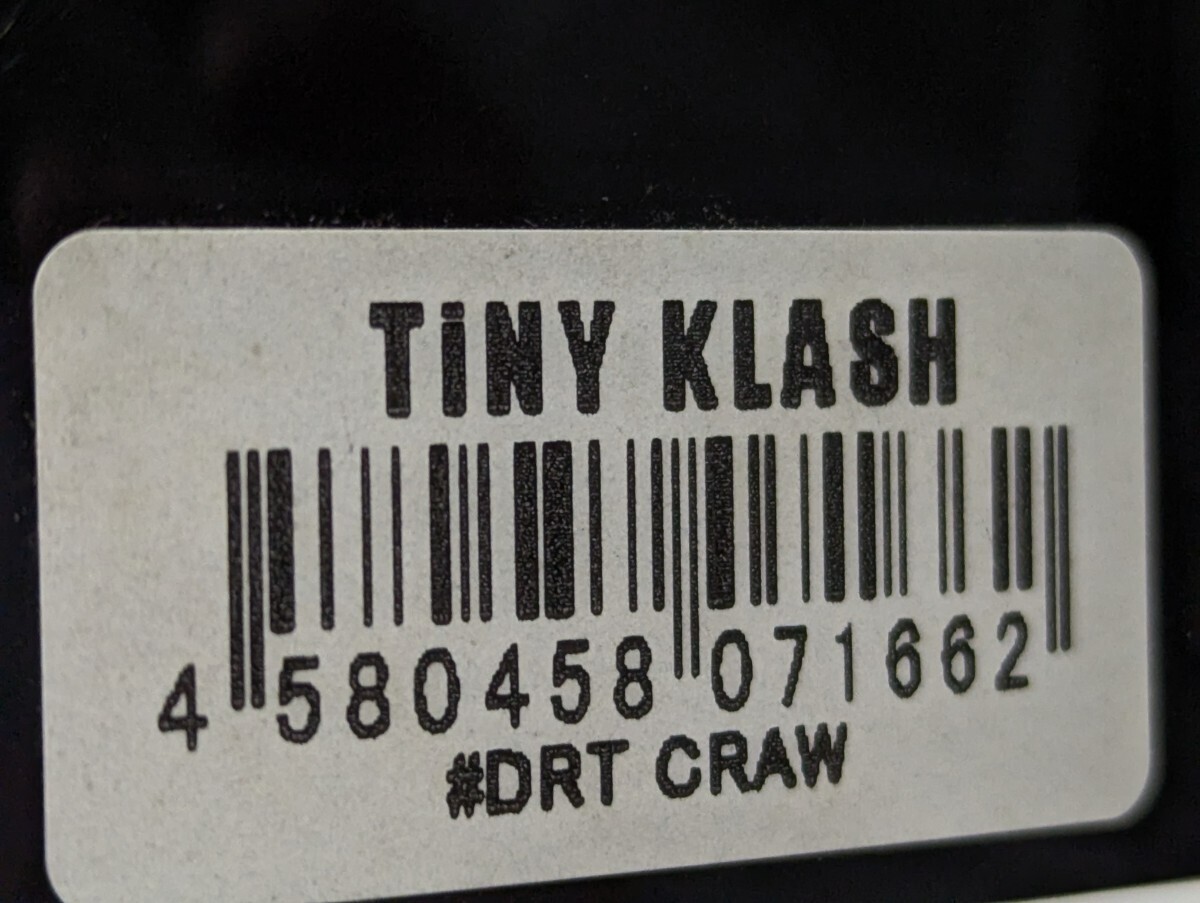 TiNY KLASH
4 580458 071662
#DRT CRAW